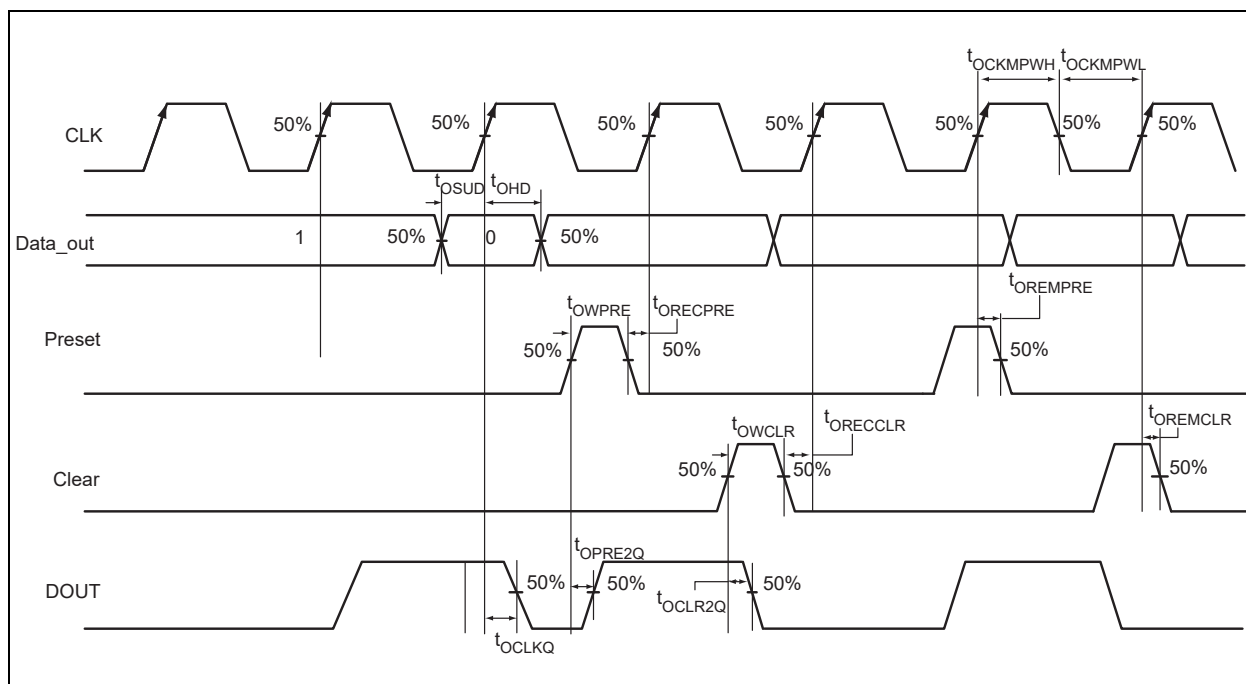 tOCKMPWH tOCKMPWL
CLK 50% 50% 50% 50% 50% 50% 50%
tOSUD tOHD
Data_out 1 50% 0 50%
tOREMPRE
tOWPRE tORECPRE
Preset 50% 50% 50%
tOWCLR tORECCLR tOREMCLR
Clear 50% 50% 50%
tOPRE2Q
DOUT 50% 50% 50%
tOCLR2Q
tOCLKQ